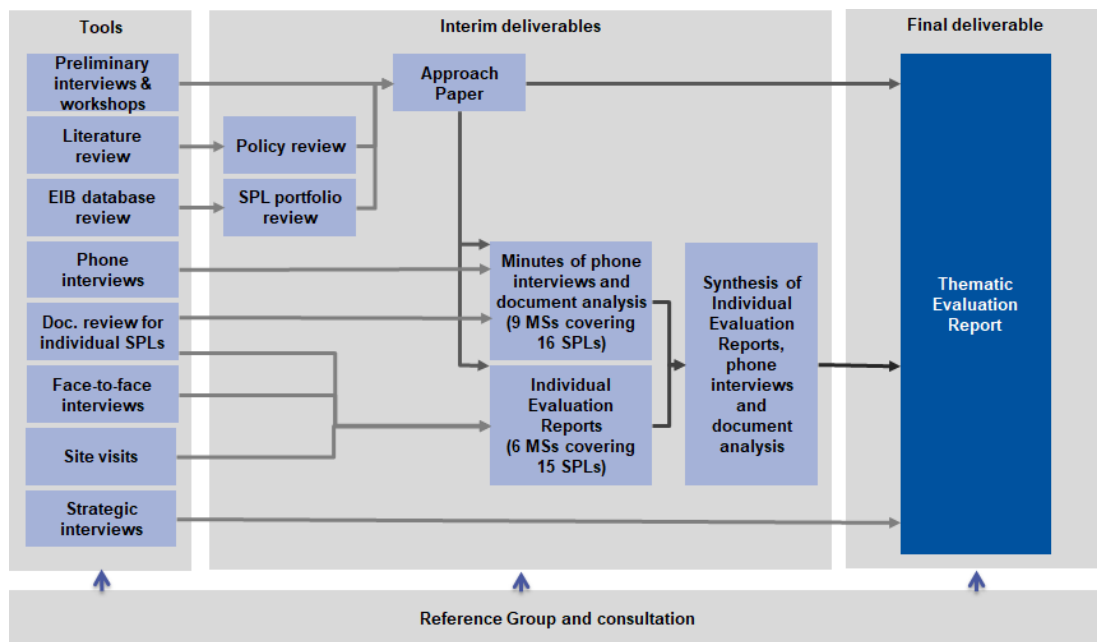 Tools
Interim deliverables
Final deliverable
Preliminary
interviews &
workshops
Approach
Paper
Literature
review
Policy review
EIB database
review
SPL portfolio
review
Phone
interviews
Minutes of phone
interviews and
document analysis
(9 MSs covering
16 SPLs)
Synthesis of
Individual
Evaluation
Reports,
phone
interviews
and
document
analysis
Thematic
Evaluation
Report
Doc. review for
individual SPLs
Face-to-face
interviews
Individual
Evaluation
Reports
(6 MSs covering
15 SPLs)
Site visits
Strategic
interviews
Reference Group and consultation